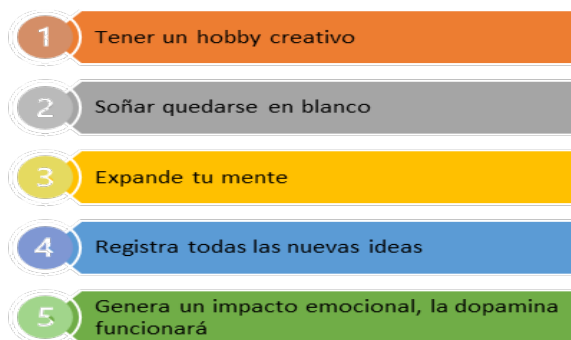 1 Tener un hobby creativo
2 Soñar quedarse en blanco
3 Expande tu mente
4 Registra todas las nuevas ideas
5 Genera un impacto emocional, la dopamina
funcionará